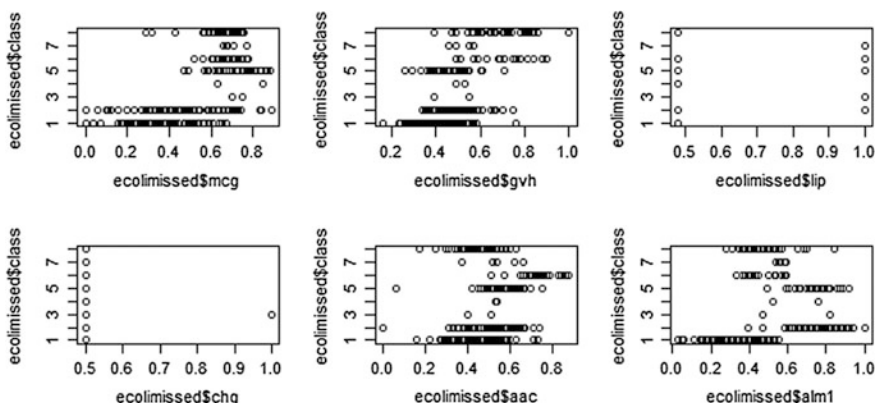 ecolimissed$class
1 3 5 7
0.0 0.2 0.4 0.6 0.8
ecolimissed$mcg
ecolimissed$class
1 3 5 7
0.2 0.4 0.6 0.8 1.0
ecolimissed$gvh
ecolimissed$class
1 3 5 7
0.5 0.6 0.7 0.8 0.9 1.0
ecolimissed$lip
ecolimissed$class
1 3 5 7
0.5 0.6 0.7 0.8 0.9 1.0
ecolimissed$chg
ecolimissed$class
1 3 5 7
0.0 0.2 0.4 0.6 0.8
ecolimissed$aac
ecolimissed$class
1 3 5 7
0.0 0.2 0.4 0.6 0.8 1.0
ecolimissed$alm1